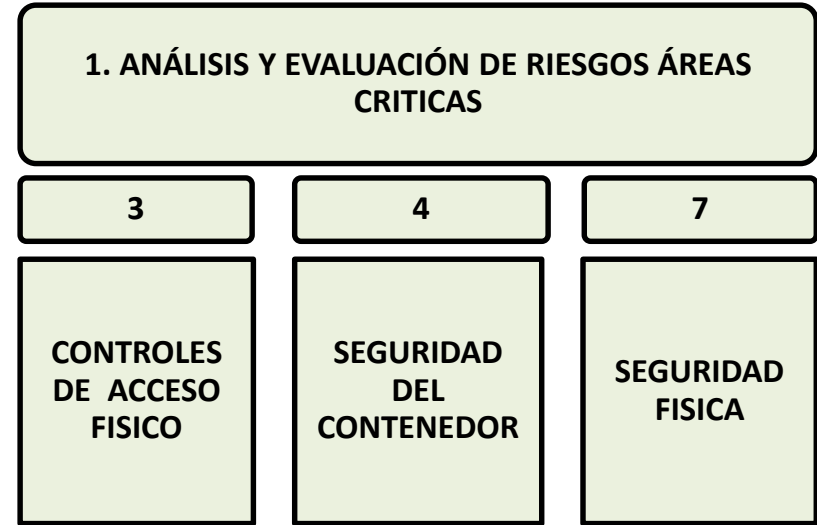 1. ANÁLISIS Y EVALUACIÓN DE RIESGOS ÁREAS
CRITICAS
3
4
7
CONTROLES
DE ACCESO
FISICO
SEGURIDAD
DEL
CONTENEDOR
SEGURIDAD
FISICA